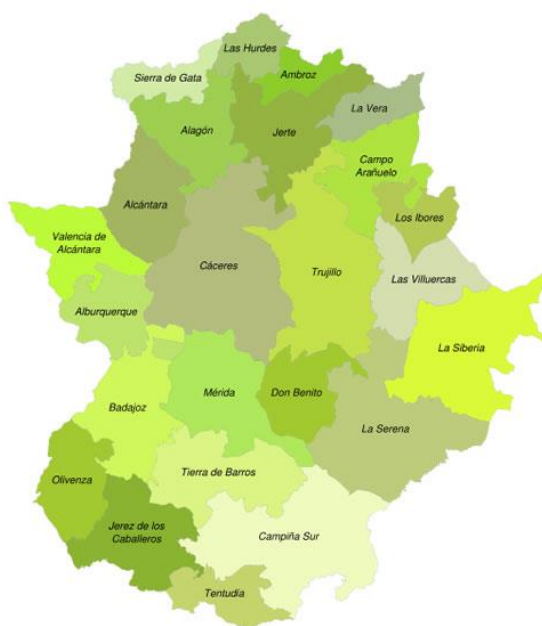 Las Hurdes
Sierra de Gata
Ambroz
La Vera
Alagón
Jerte
Campo
Arañuelo
Alcántara
Los Ibores
Valencia de
Alcántara
Cáceres
Trujillo
Las Villuercas
Alburquerque
La Siberia
Badajoz
Mérida
Don Benito
La Serena
Olivenza
Tierra de Barros
Jerez de los
Caballeros
Campiña Sur
Tentudía